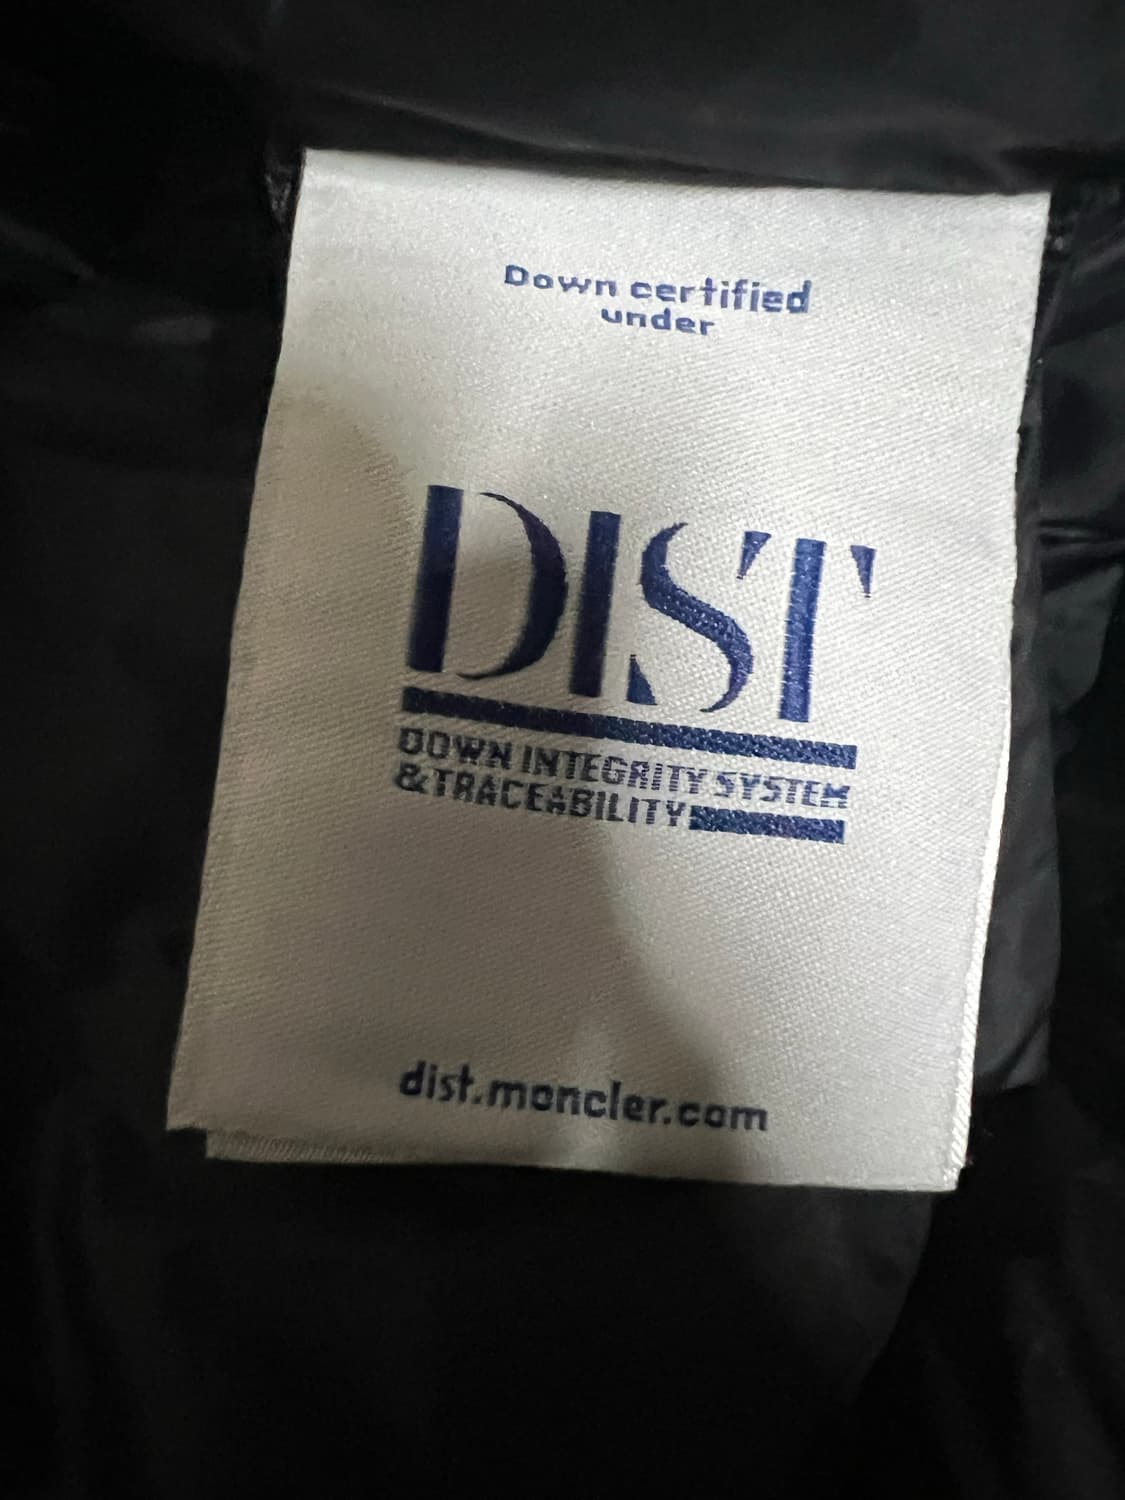 Down certified
under
DIST
DOWN INTEGRITY SYSTEM
&TRACEABILITY
dist.moncler.com